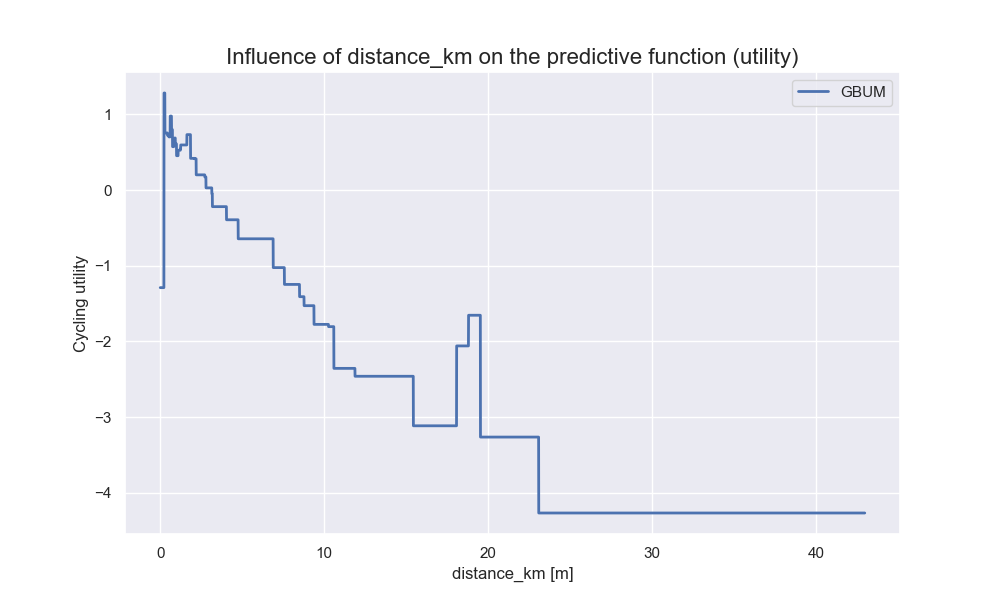 Influence of distance_km on the predictive function (utility)
GBUM
1
0
−1
−2
−3
−4
Cycling utility
0 10 20 30 40
distance_km [m]